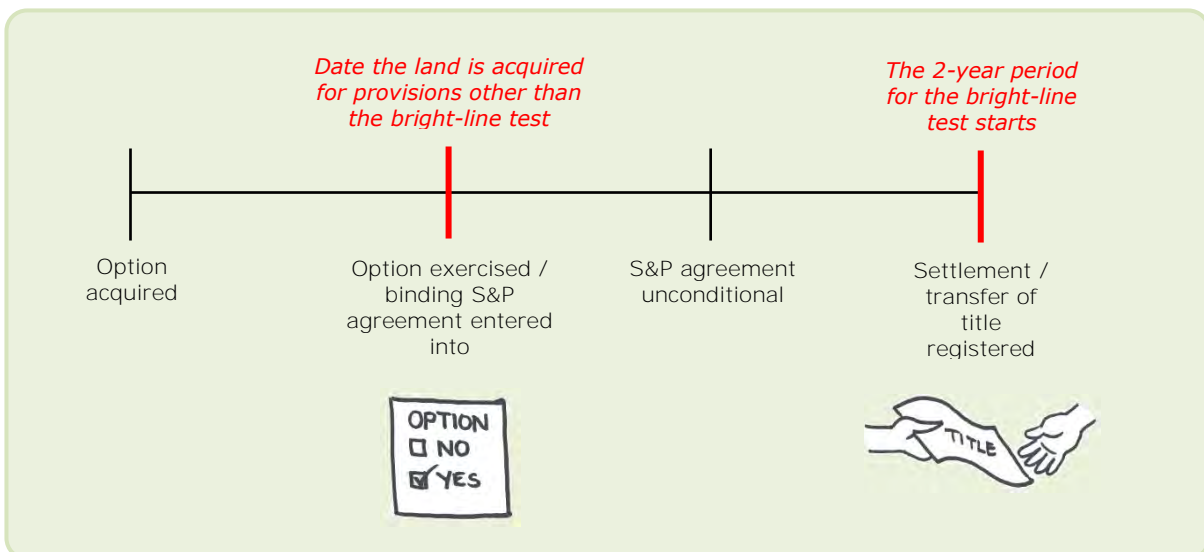 Date the land is acquired
for provisions other than
the bright-line test
The 2-year period
for the bright-line
test starts
Option
acquired
Option exercised /
binding S&P
agreement entered
into
S&P agreement
unconditional
Settlement /
transfer of
title
registered
OPTION
NO
YES
TITLE